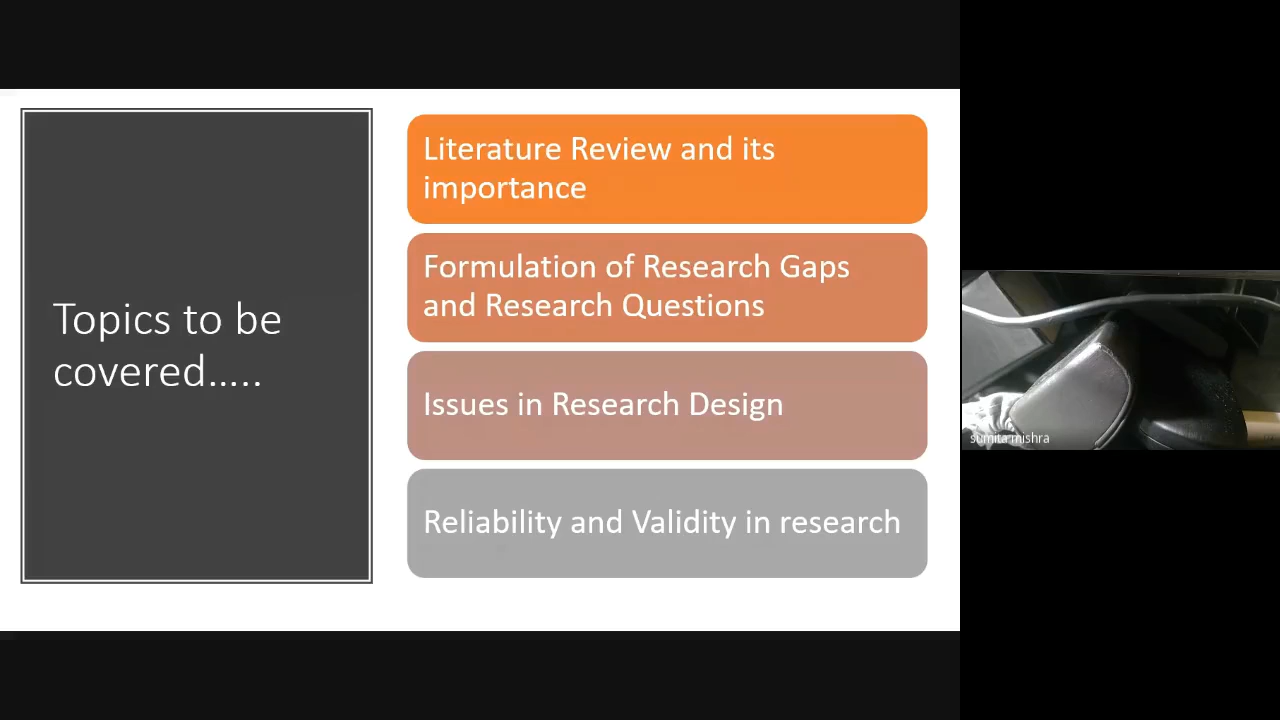 Topics to be
covered.....
Literature Review and its
importance
Formulation of Research Gaps
and Research Questions
Issues in Research Design
Reliability and Validity in research
sumita mishra